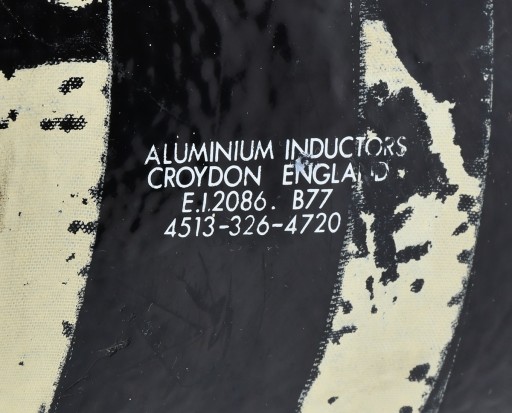 ALUMINIUM INDUCTORS
CROYDON ENGLAND
E.I.2086. B77
4513-326-4720